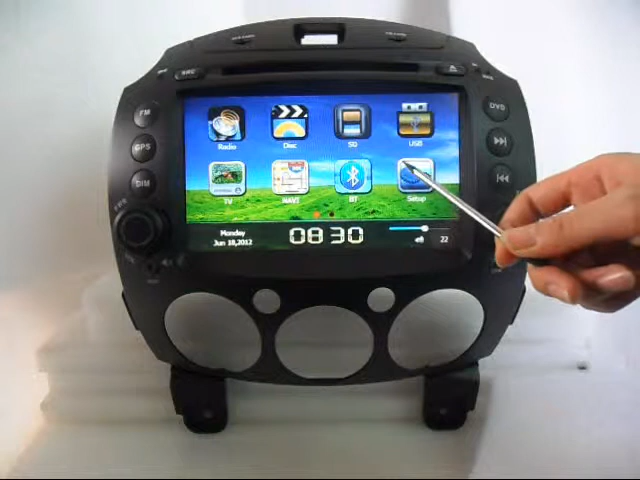 SRC
FM
GPS
DIM
DVD
Radio
Disc
SD
USB
TV
NAVI
BT
Setup
Monday
Jun 18,2012
08 30
22